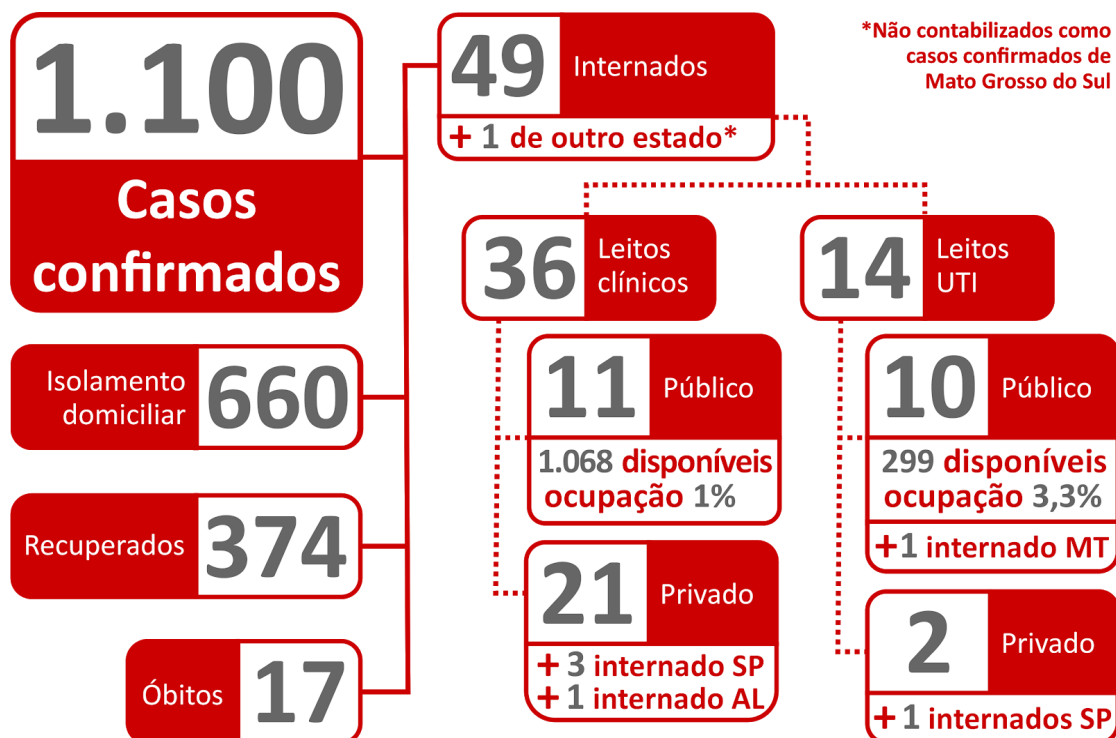 1.100
Casos
confirmados
Isolamento
domiciliar
660
Recuperados
374
Óbitos
17
49
Internados
+ 1 de outro estado*
*Não contabilizados como
casos confirmados de
Mato Grosso do Sul
36
Leitos
clínicos
11
Público
1.068 disponíveis
ocupação 1%
21
Privado
+ 3 internado SP
+ 1 internado AL
14
Leitos
UTI
10
Público
299 disponíveis
ocupação 3,3%
+1 internado MT
2
Privado
+ 1 internados SP